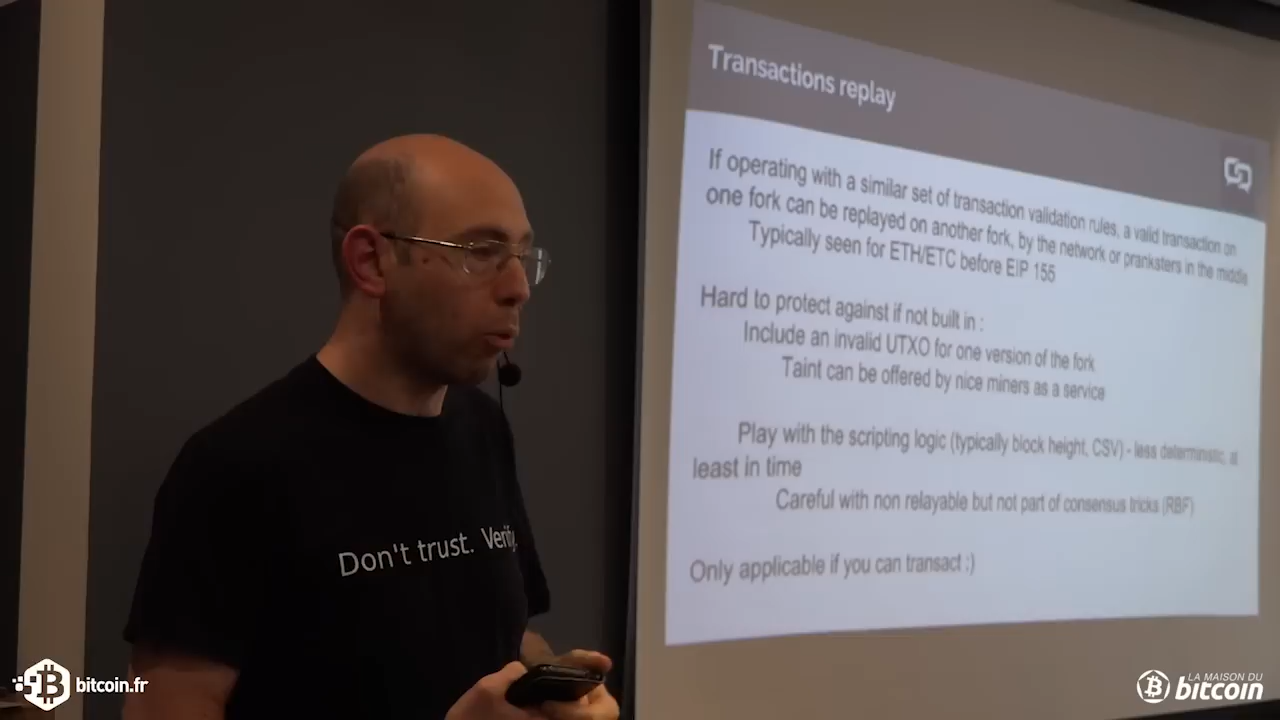 Transactions replay
If operating with a similar set of transaction validation rules, a valid transaction on
one fork can be replayed on another fork, by the network or pranksters in the middle
Typically seen for ETH/ETC before EIP 155
Hard to protect against if not built in :
Include an invalid UTXO for one version of the fork
Taint can be offered by nice miners as a service
Play with the scripting logic (typically block height, CSV) - less deterministic, at
least in time
Careful with non relayable but not part of consensus tricks (RBF)
Only applicable if you can transact :)
Don't trust. Verify.
bitcoin.fr
LA MAISON DU
bitcoin